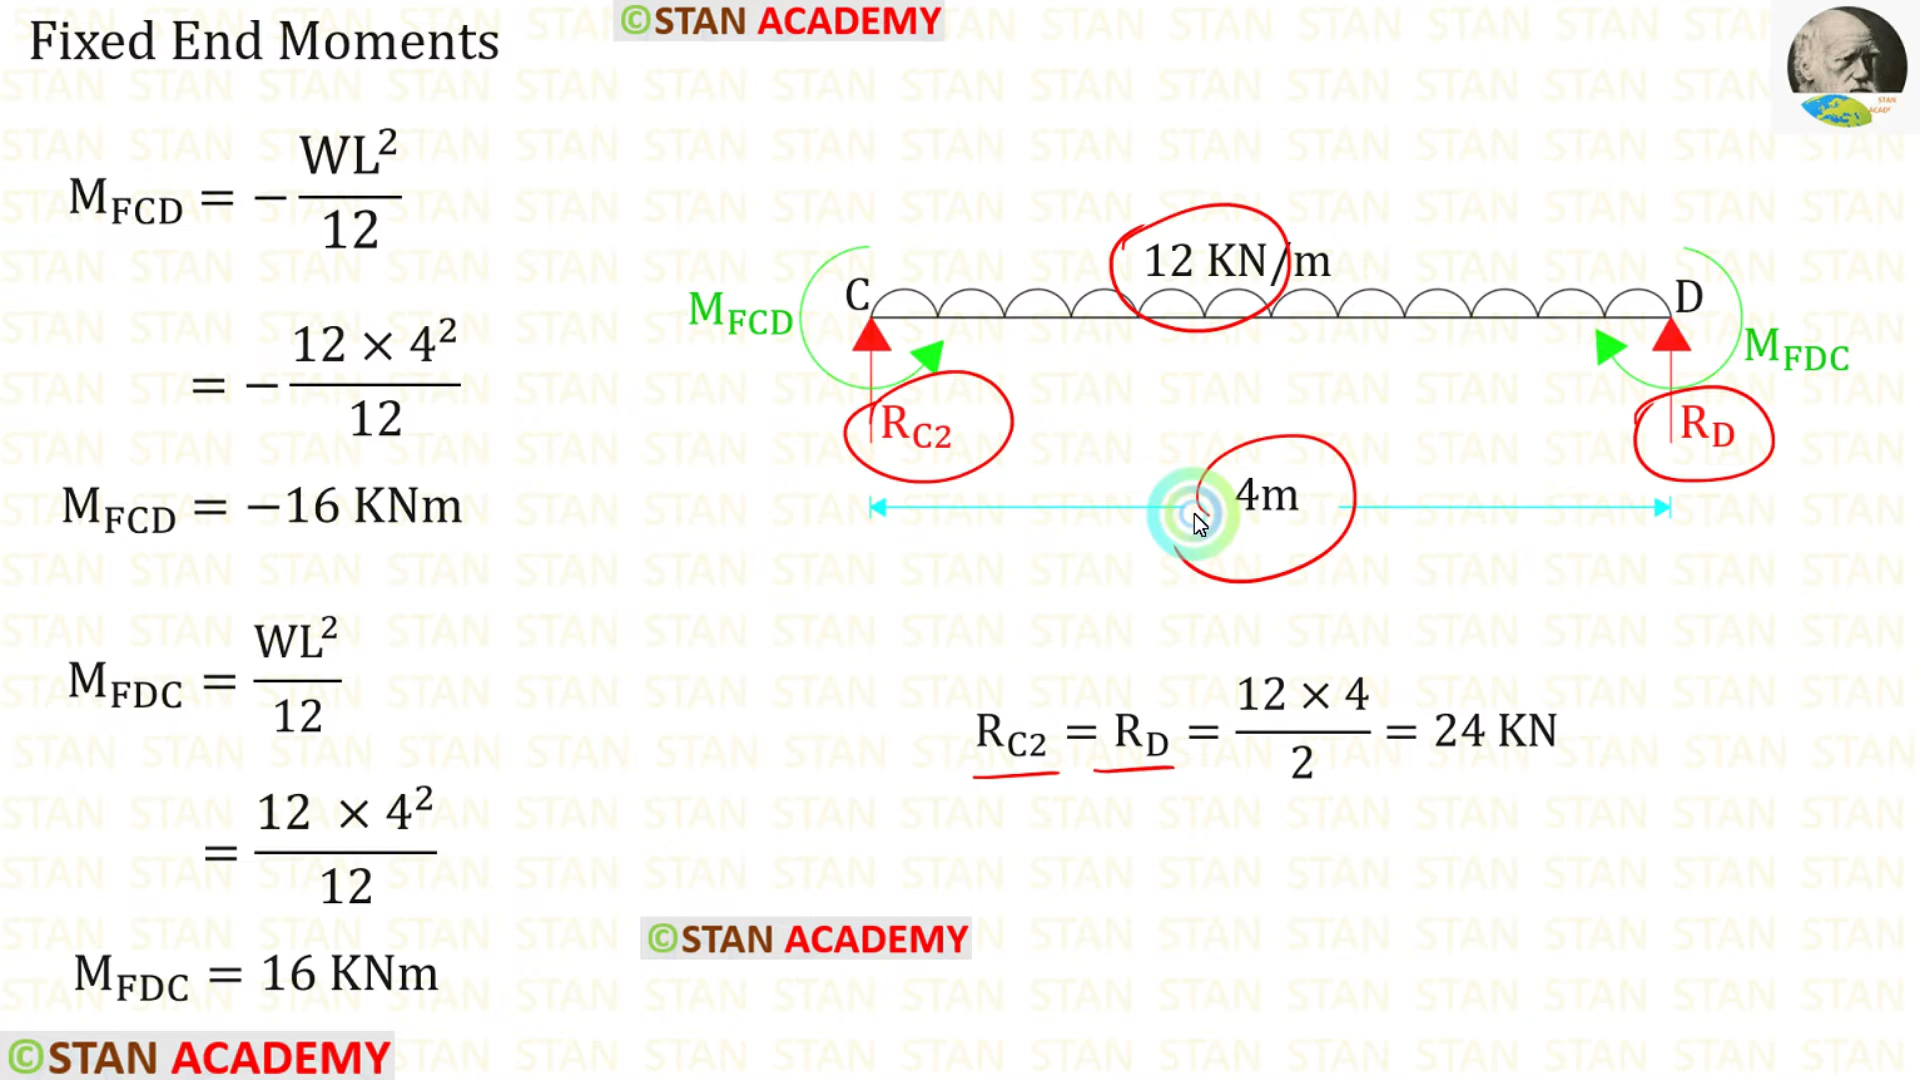 Fixed End Moments
©STAN ACADEMY
M_FCD = − WL²/12
= − 12 × 4²/12
M_FCD = −16 KNm
M_FDC = WL²/12
= 12 × 4²/12
M_FDC = 16 KNm
©STAN ACADEMY
12 KN/m
C
D
M_FCD
M_FDC
R_C2
R_D
4m
R_C2 = R_D = 12 × 4/2 = 24 KN
©STAN ACADEMY
STAN
ACADY